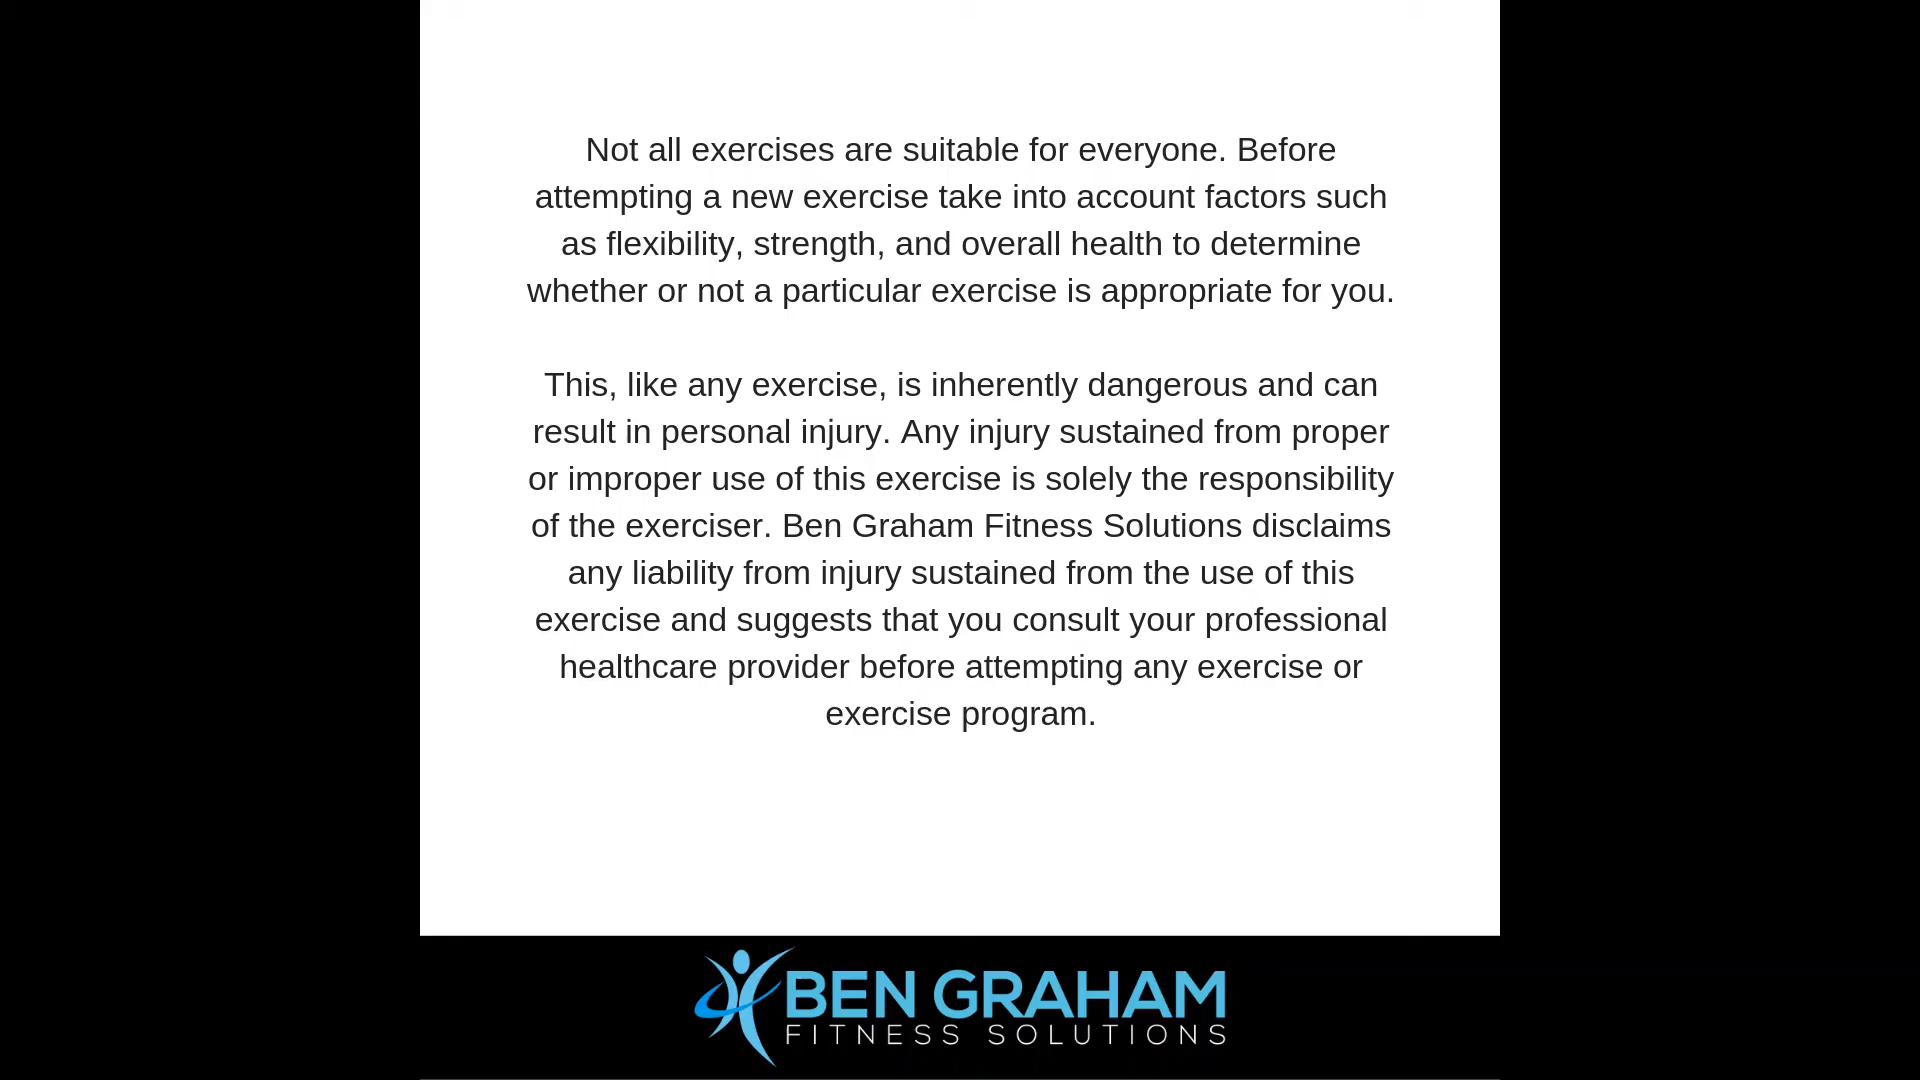 Not all exercises are suitable for everyone. Before
attempting a new exercise take into account factors such
as flexibility, strength, and overall health to determine
whether or not a particular exercise is appropriate for you.
This, like any exercise, is inherently dangerous and can
result in personal injury. Any injury sustained from proper
or improper use of this exercise is solely the responsibility
of the exerciser. Ben Graham Fitness Solutions disclaims
any liability from injury sustained from the use of this
exercise and suggests that you consult your professional
healthcare provider before attempting any exercise or
exercise program.
BEN GRAHAM
FITNESS SOLUTIONS